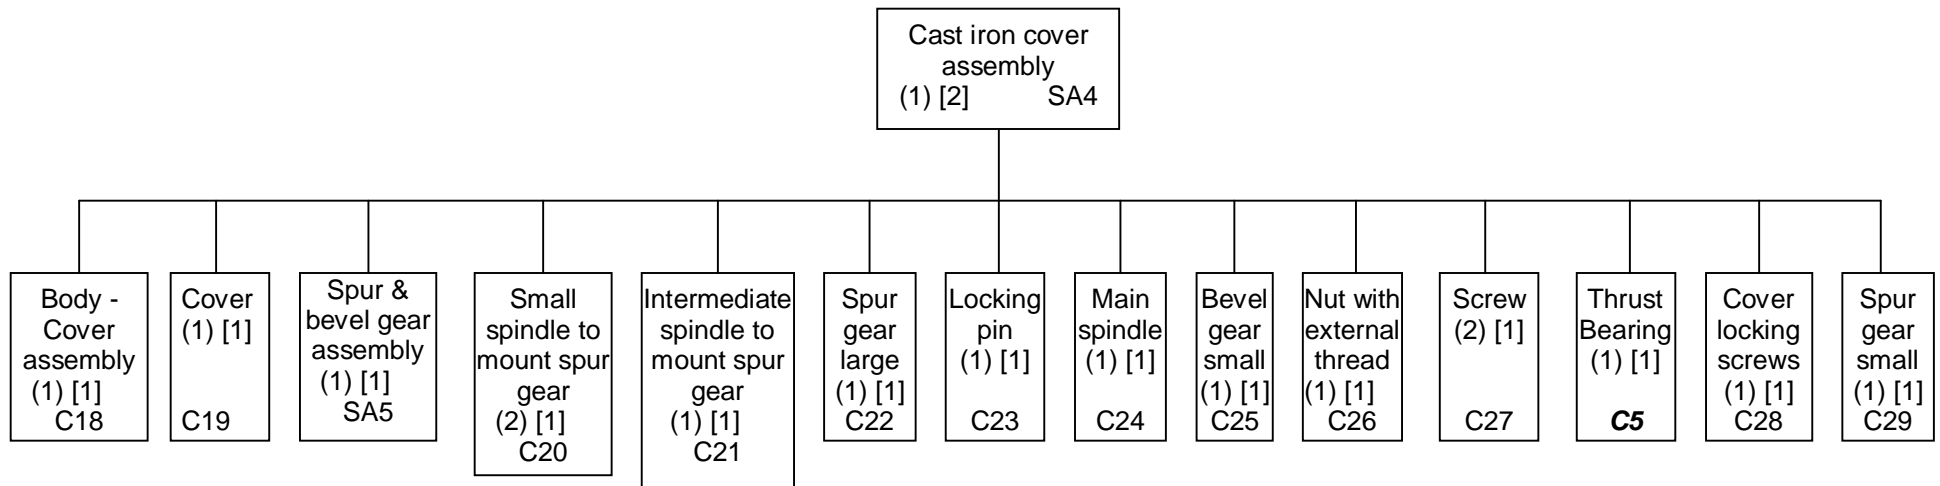 Cast iron cover
assembly
(1) [2] SA4
Body -
Cover
assembly
(1) [1]
C18
Cover
(1) [1]
C19
Spur &
bevel gear
assembly
(1) [1]
SA5
Small
spindle to
mount spur
gear
(2) [1]
C20
Intermediate
spindle to
mount spur
gear
(1) [1]
C21
Spur
gear
large
(1) [1]
C22
Locking
pin
(1) [1]
C23
Main
spindle
(1) [1]
C24
Bevel
gear
small
(1) [1]
C25
Nut with
external
thread
(1) [1]
C26
Screw
(2) [1]
C27
Thrust
Bearing
(1) [1]
C5
Cover
locking
screws
(1) [1]
C28
Spur
gear
small
(1) [1]
C29